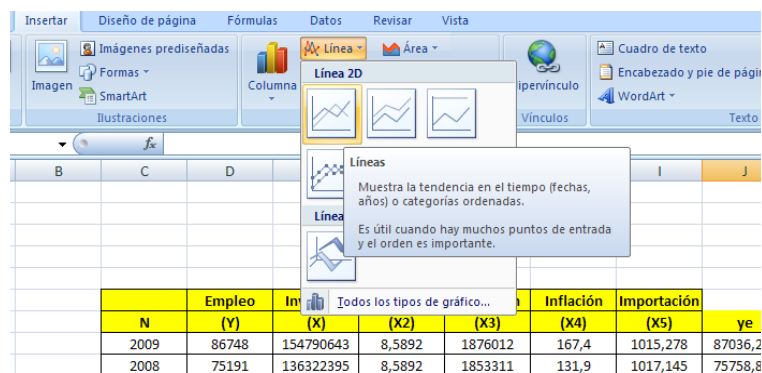 Insertar Diseño de página Fórmulas Datos Revisar Vista
Imagen
Imágenes prediseñadas
Formas
SmartArt
Ilustraciones
Columna
Línea
Área
Línea 2D
Vínculos
Cuadro de texto
Encabezado y pie de
WordArt
Texto
fx
B C D I J
Líneas
Muestra la tendencia en el tiempo (fechas,
años) o categorías ordenadas.
Es útil cuando hay muchos puntos de entrada
y el orden es importante.
Todos los tipos de gráfico...
Empleo Inflación Importación
N (Y) (X) (X2) (X3) (X4) (X5) ye
2009 86748 154790643 8,5892 1876012 167,4 1015,278 87036,2
2008 75191 136322395 8,5892 1853311 131,9 1017,145 75758,8